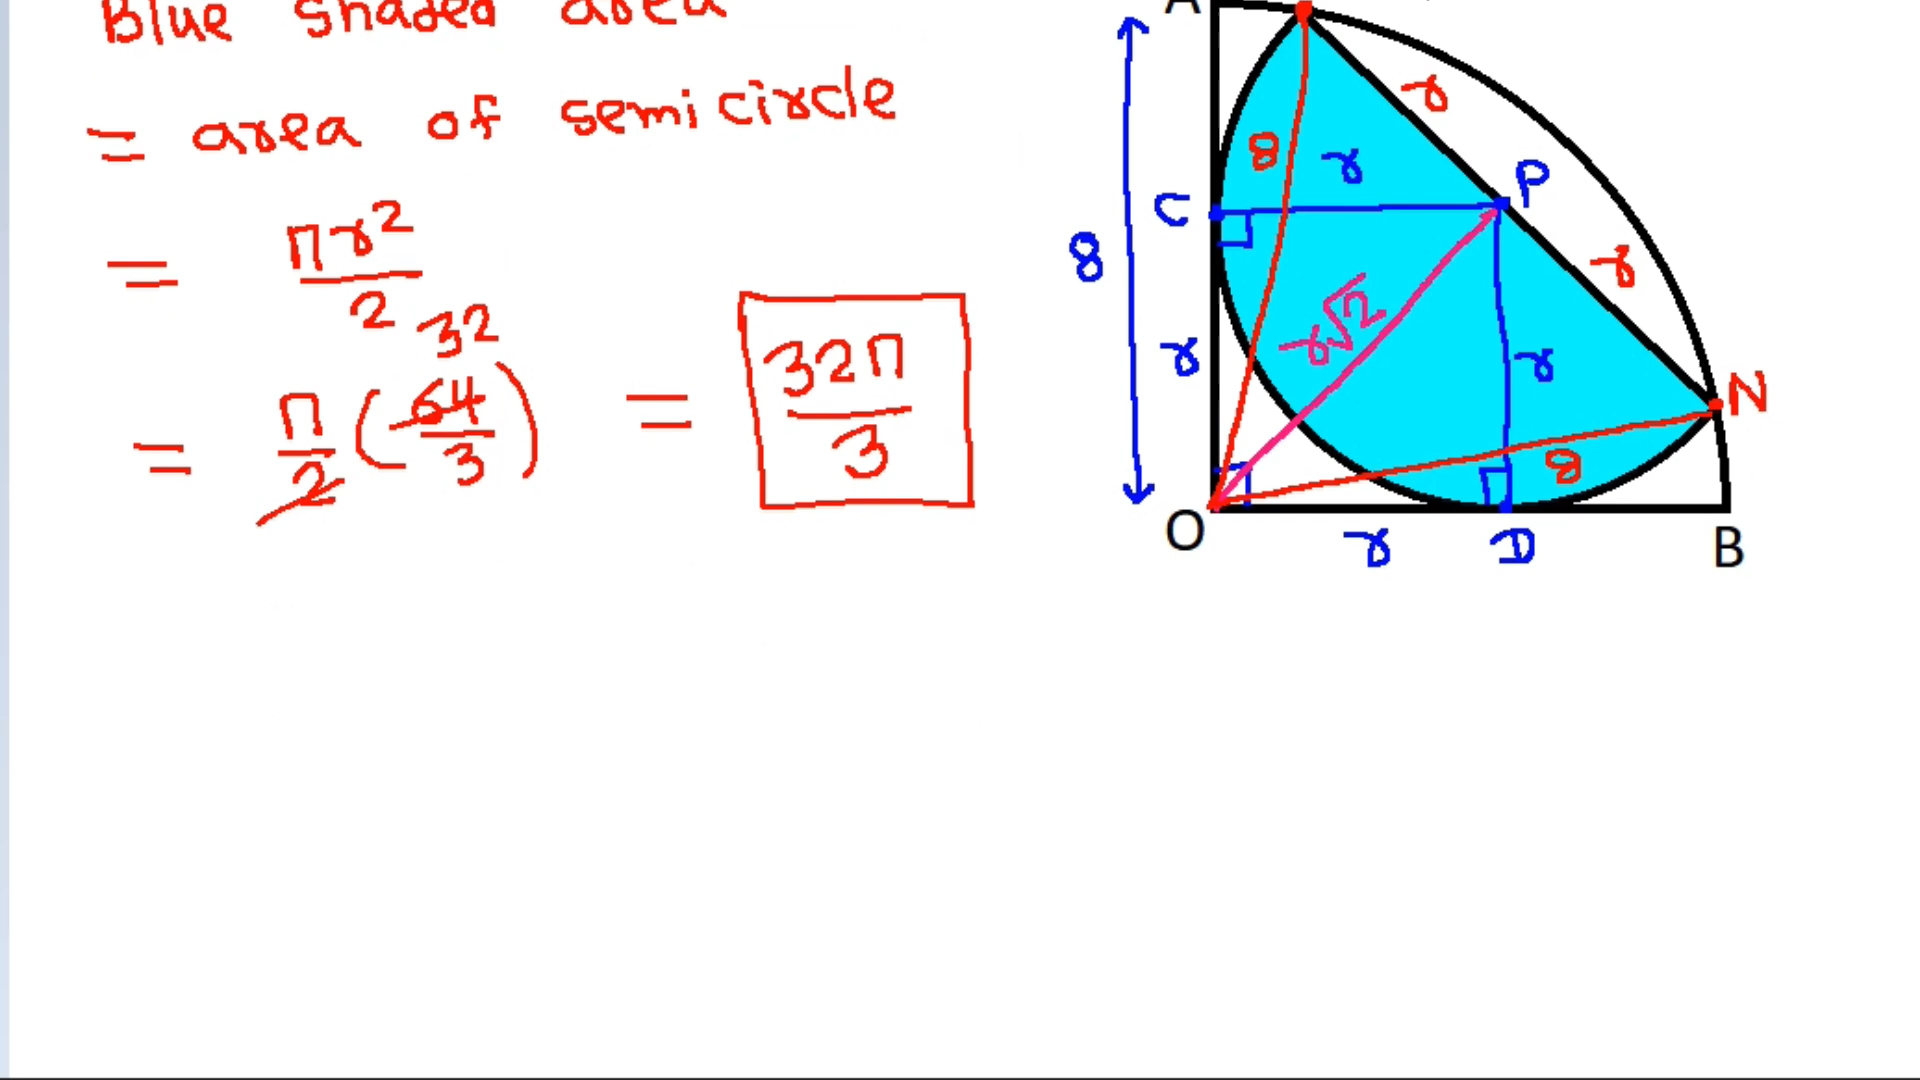 Blue shaded area
= area of semicircle
= πr²/2
= π/2 (64/3) 32 = 32π/3
A
r
8
r
P
C
8
r
r√2
r
r
N
8
O
r
D
B